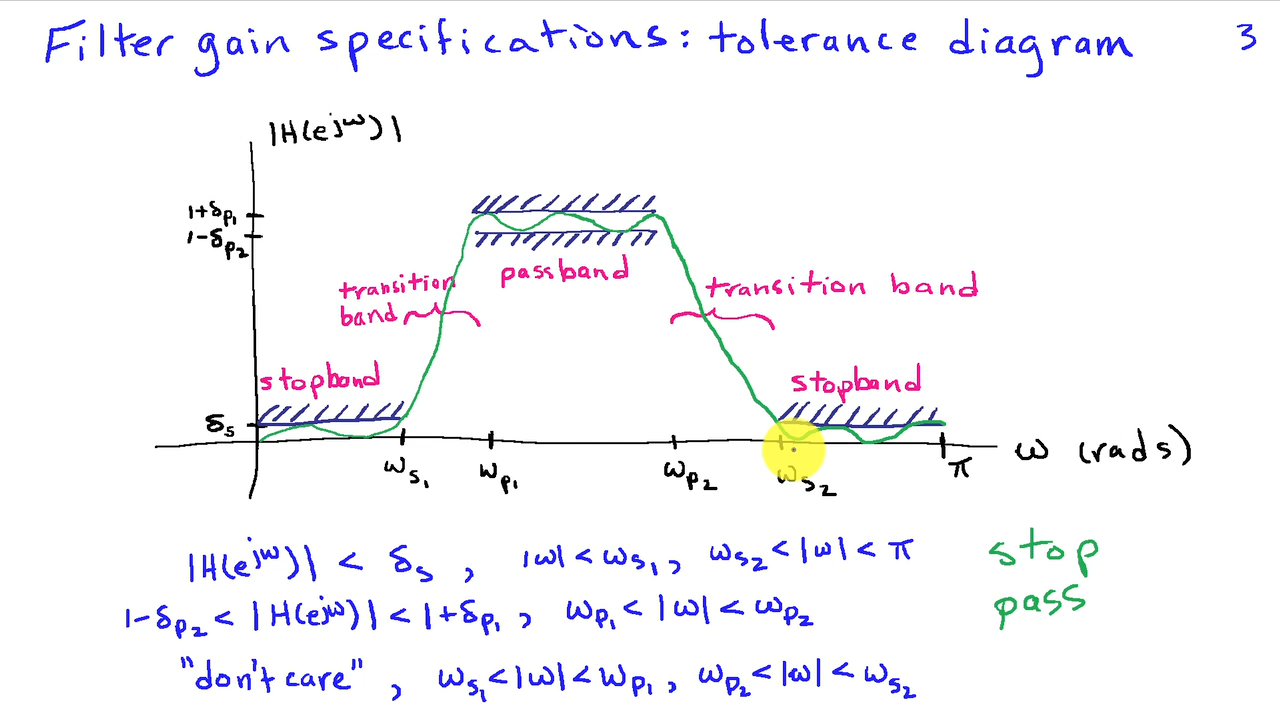 Filter gain specifications: tolerance diagram 3
|H(e^jω)|
1+δp₁
1-δp₂
passband
transition band
transition
band
stopband
stopband
δs
ωs₁ ωp₁ ωp₂ ωs₂ π ω (rads)
|H(e^jω)| < δs , |ω| < ωs₁, ωs₂ < |ω| < π stop
1-δp₂ < |H(e^jω)| < 1+δp₁ , ωp₁ < |ω| < ωp₂ pass
"don't care" , ωs₁ < |ω| < ωp₁, ωp₂ < |ω| < ωs₂